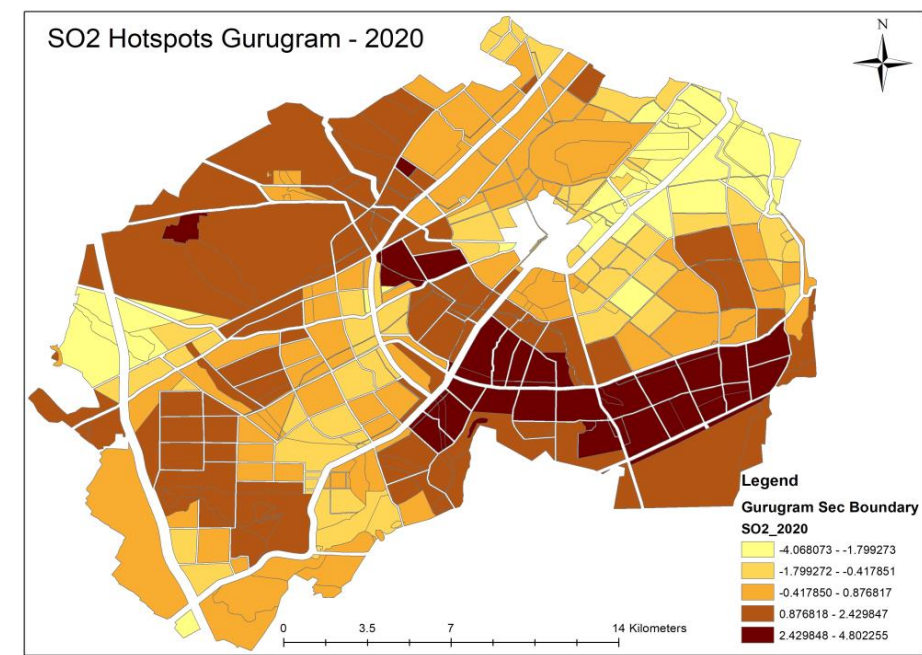 SO2 Hotspots Gurugram - 2020
N
Legend
Gurugram Sec Boundary
SO2_2020
-4.068073 - -1.799273
-1.799272 - -0.417851
-0.417850 - 0.876817
0.876818 - 2.429847
2.429848 - 4.802255
0 3.5 7 14 Kilometers